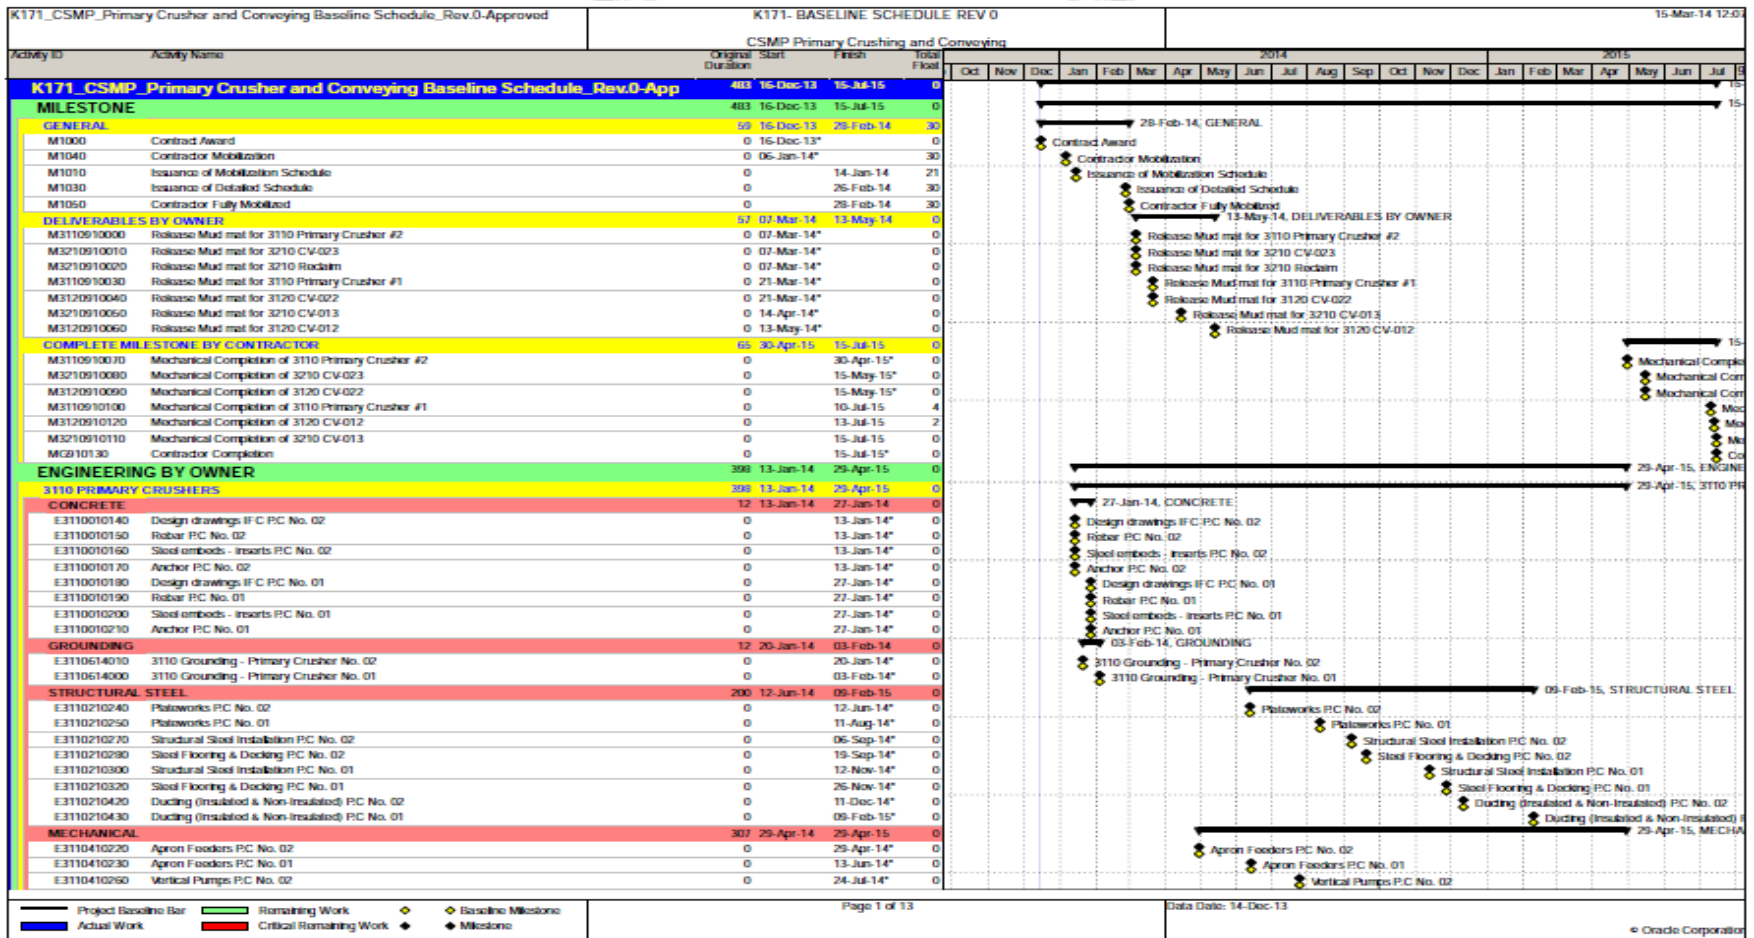 K171_CSMP_Primary Crusher and Conveying Baseline Schedule_Rev.0-Approved
K171- BASELINE SCHEDULE REV 0
15-Mar-14 12:07
CSMP Primary Crushing and Conveying
Activity ID Activity Name Original Duration Start Finish Total Float
2014 2015
Oct Nov Dec Jan Feb Mar Apr May Jun Jul Aug Sep Oct Nov Dec Jan Feb Mar Apr May Jun Jul
K171_CSMP_Primary Crusher and Conveying Baseline Schedule_Rev.0-App 483 16-Dec-13 15-Jul-15 0 15-
MILESTONE 483 16-Dec-13 15-Jul-15 0 15-
GENERAL 59 16-Dec-13 28-Feb-14 30 28-Feb-14, GENERAL
M1000 Contract Award 0 16-Dec-13* 0 Contract Award
M1040 Contractor Mobilization 0 06-Jan-14* 30 Contractor Mobilization
M1010 Issuance of Mobilization Schedule 0 14-Jan-14 21 Issuance of Mobilization Schedule
M1030 Issuance of Detailed Schedule 0 26-Feb-14 30 Issuance of Detailed Schedule
M1050 Contractor Fully Mobilized 0 28-Feb-14 30 Contractor Fully Mobilized
DELIVERABLES BY OWNER 57 07-Mar-14 13-May-14 0 13-May-14, DELIVERABLES BY OWNER
M3110910000 Release Mud mat for 3110 Primary Crusher #2 0 07-Mar-14* 0 Release Mud mat for 3110 Primary Crusher #2
M3210910010 Release Mud mat for 3210 CV-023 0 07-Mar-14* 0 Release Mud mat for 3210 CV-023
M3210910020 Release Mud mat for 3210 Reclaim 0 07-Mar-14* 0 Release Mud mat for 3210 Reclaim
M3110910030 Release Mud mat for 3110 Primary Crusher #1 0 21-Mar-14* 0 Release Mud mat for 3110 Primary Crusher #1
M3120910040 Release Mud mat for 3120 CV-022 0 21-Mar-14* 0 Release Mud mat for 3120 CV-022
M3210910050 Release Mud mat for 3210 CV-013 0 14-Apr-14* 0 Release Mud mat for 3210 CV-013
M3120910060 Release Mud mat for 3120 CV-012 0 13-May-14* 0 Release Mud mat for 3120 CV-012
COMPLETE MILESTONE BY CONTRACTOR 65 30-Apr-15 15-Jul-15 0 15-
M3110910070 Mechanical Completion of 3110 Primary Crusher #2 0 30-Apr-15* 0 Mechanical Comple
M3210910080 Mechanical Completion of 3210 CV-023 0 15-May-15* 0 Mechanical Com
M3120910090 Mechanical Completion of 3120 CV-022 0 15-May-15* 0 Mechanical Com
M3110910100 Mechanical Completion of 3110 Primary Crusher #1 0 10-Jul-15 4 Mec
M3120910120 Mechanical Completion of 3120 CV-012 0 13-Jul-15 2 Me
M3210910110 Mechanical Completion of 3210 CV-013 0 15-Jul-15 0 Me
MG910130 Contractor Completion 0 15-Jul-15* 0 Co
ENGINEERING BY OWNER 398 13-Jan-14 29-Apr-15 0 29-Apr-15, ENGINE
3110 PRIMARY CRUSHERS 398 13-Jan-14 29-Apr-15 0 29-Apr-15, 3110 PR
CONCRETE 12 13-Jan-14 27-Jan-14 0 27-Jan-14, CONCRETE
E3110010140 Design drawings IFC P.C No. 02 0 13-Jan-14* 0 Design drawings IFC P.C No. 02
E3110010150 Rebar P.C No. 02 0 13-Jan-14* 0 Rebar P.C No. 02
E3110010160 Steel embeds - inserts P.C No. 02 0 13-Jan-14* 0 Steel embeds - inserts P.C No. 02
E3110010170 Anchor P.C No. 02 0 13-Jan-14* 0 Anchor P.C No. 02
E3110010180 Design drawings IFC P.C No. 01 0 27-Jan-14* 0 Design drawings IFC P.C No. 01
E3110010190 Rebar P.C No. 01 0 27-Jan-14* 0 Rebar P.C No. 01
E3110010200 Steel embeds - inserts P.C No. 01 0 27-Jan-14* 0 Steel embeds - inserts P.C No. 01
E3110010210 Anchor P.C No. 01 0 27-Jan-14* 0 Anchor P.C No. 01
GROUNDING 12 20-Jan-14 03-Feb-14 0 03-Feb-14, GROUNDING
E3110614010 3110 Grounding - Primary Crusher No. 02 0 20-Jan-14* 0 3110 Grounding - Primary Crusher No. 02
E3110614000 3110 Grounding - Primary Crusher No. 01 0 03-Feb-14* 0 3110 Grounding - Primary Crusher No. 01
STRUCTURAL STEEL 200 12-Jun-14 09-Feb-15 0 09-Feb-15, STRUCTURAL STEEL
E3110210240 Plateworks P.C No. 02 0 12-Jun-14* 0 Plateworks P.C No. 02
E3110210250 Plateworks P.C No. 01 0 11-Aug-14* 0 Plateworks P.C No. 01
E3110210270 Structural Steel Installation P.C No. 02 0 06-Sep-14* 0 Structural Steel Installation P.C No. 02
E3110210280 Steel Flooring & Decking P.C No. 02 0 19-Sep-14* 0 Steel Flooring & Decking P.C No. 02
E3110210300 Structural Steel Installation P.C No. 01 0 12-Nov-14* 0 Structural Steel Installation P.C No. 01
E3110210320 Steel Flooring & Decking P.C No. 01 0 26-Nov-14* 0 Steel Flooring & Decking P.C No. 01
E3110210420 Ducting (Insulated & Non-Insulated) P.C No. 02 0 11-Dec-14* 0 Ducting (Insulated & Non-Insulated) P.C No. 02
E3110210430 Ducting (Insulated & Non-Insulated) P.C No. 01 0 09-Feb-15* 0 Ducting (Insulated & Non-Insulated)
MECHANICAL 307 29-Apr-14 29-Apr-15 0 29-Apr-15, MECHA
E3110410220 Apron Feeders P.C No. 02 0 29-Apr-14* 0 Apron Feeders P.C No. 02
E3110410230 Apron Feeders P.C No. 01 0 13-Jun-14* 0 Apron Feeders P.C No. 01
E3110410260 Vertical Pumps P.C No. 02 0 24-Jul-14* 0 Vertical Pumps P.C No. 02
Project Baseline Bar Remaining Work Baseline Milestone
Actual Work Critical Remaining Work Milestone
Page 1 of 13
Data Date: 14-Dec-13
© Oracle Corporation